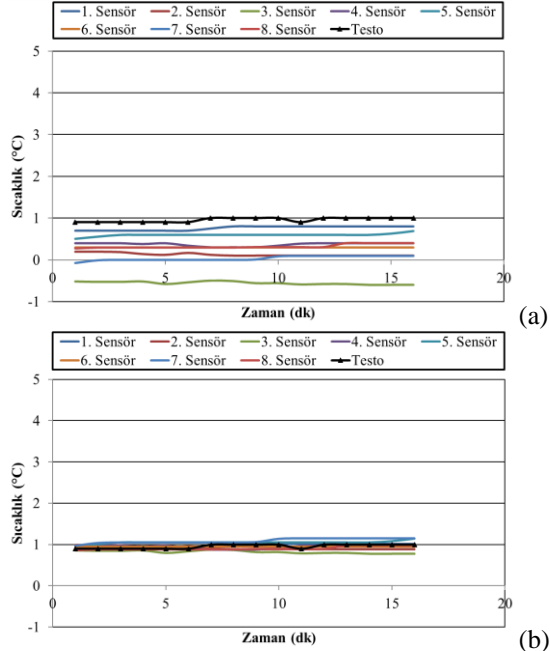 1. Sensör 2. Sensör 3. Sensör 4. Sensör 5. Sensör
6. Sensör 7. Sensör 8. Sensör Testo
5
4
3
2
1
0
-1
0 5 10 15 20
Sıcaklık (°C)
Zaman (dk)
(a)
1. Sensör 2. Sensör 3. Sensör 4. Sensör 5. Sensör
6. Sensör 7. Sensör 8. Sensör Testo
5
4
3
2
1
0
-1
0 5 10 15 20
Sıcaklık (°C)
Zaman (dk)
(b)